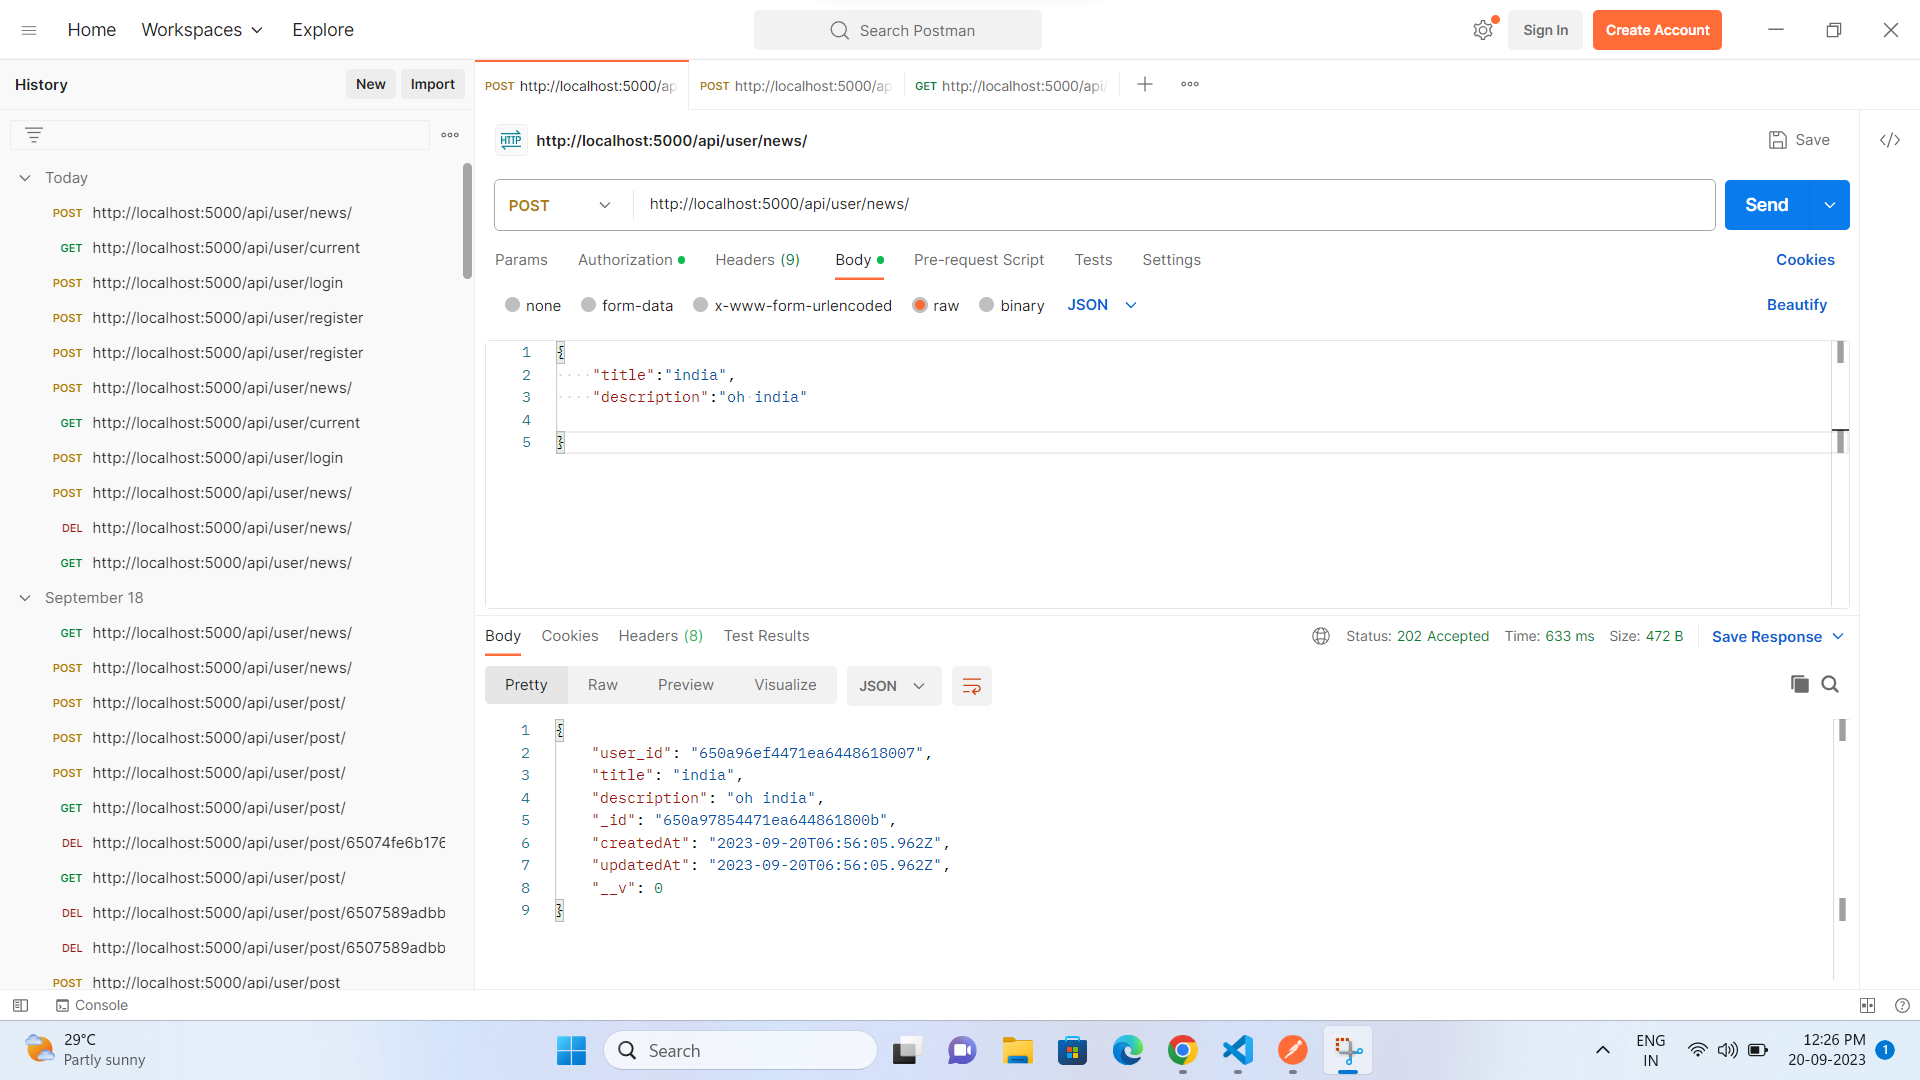 Home Workspaces Explore Search Postman Sign In Create Account
History New Import
POST http://localhost:5000/ap POST http://localhost:5000/ap GET http://localhost:5000/api/
HTTP http://localhost:5000/api/user/news/ Save </>
POST http://localhost:5000/api/user/news/ Send
Params Authorization Headers (9) Body Pre-request Script Tests Settings Cookies
none form-data x-www-form-urlencoded raw binary JSON Beautify
1 {
2 "title":"india",
3 "description":"oh india"
4
5 }
Today
POST http://localhost:5000/api/user/news/
GET http://localhost:5000/api/user/current
POST http://localhost:5000/api/user/login
POST http://localhost:5000/api/user/register
POST http://localhost:5000/api/user/register
POST http://localhost:5000/api/user/news/
GET http://localhost:5000/api/user/current
POST http://localhost:5000/api/user/login
POST http://localhost:5000/api/user/news/
DEL http://localhost:5000/api/user/news/
GET http://localhost:5000/api/user/news/
September 18
GET http://localhost:5000/api/user/news/
POST http://localhost:5000/api/user/news/
POST http://localhost:5000/api/user/post/
POST http://localhost:5000/api/user/post/
POST http://localhost:5000/api/user/post/
GET http://localhost:5000/api/user/post/
DEL http://localhost:5000/api/user/post/65074fe6b176
GET http://localhost:5000/api/user/post/
DEL http://localhost:5000/api/user/post/6507589adbb
DEL http://localhost:5000/api/user/post/6507589adbb
POST http://localhost:5000/api/user/post
Body Cookies Headers (8) Test Results Status: 202 Accepted Time: 633 ms Size: 472 B Save Response
Pretty Raw Preview Visualize JSON
1 {
2 "user_id": "650a96ef4471ea6448618007",
3 "title": "india",
4 "description": "oh india",
5 "_id": "650a97854471ea644861800b",
6 "createdAt": "2023-09-20T06:56:05.962Z",
7 "updatedAt": "2023-09-20T06:56:05.962Z",
8 "__v": 0
9 }
Console
29°C
Partly sunny
Search
ENG
IN
12:26 PM
20-09-2023
1